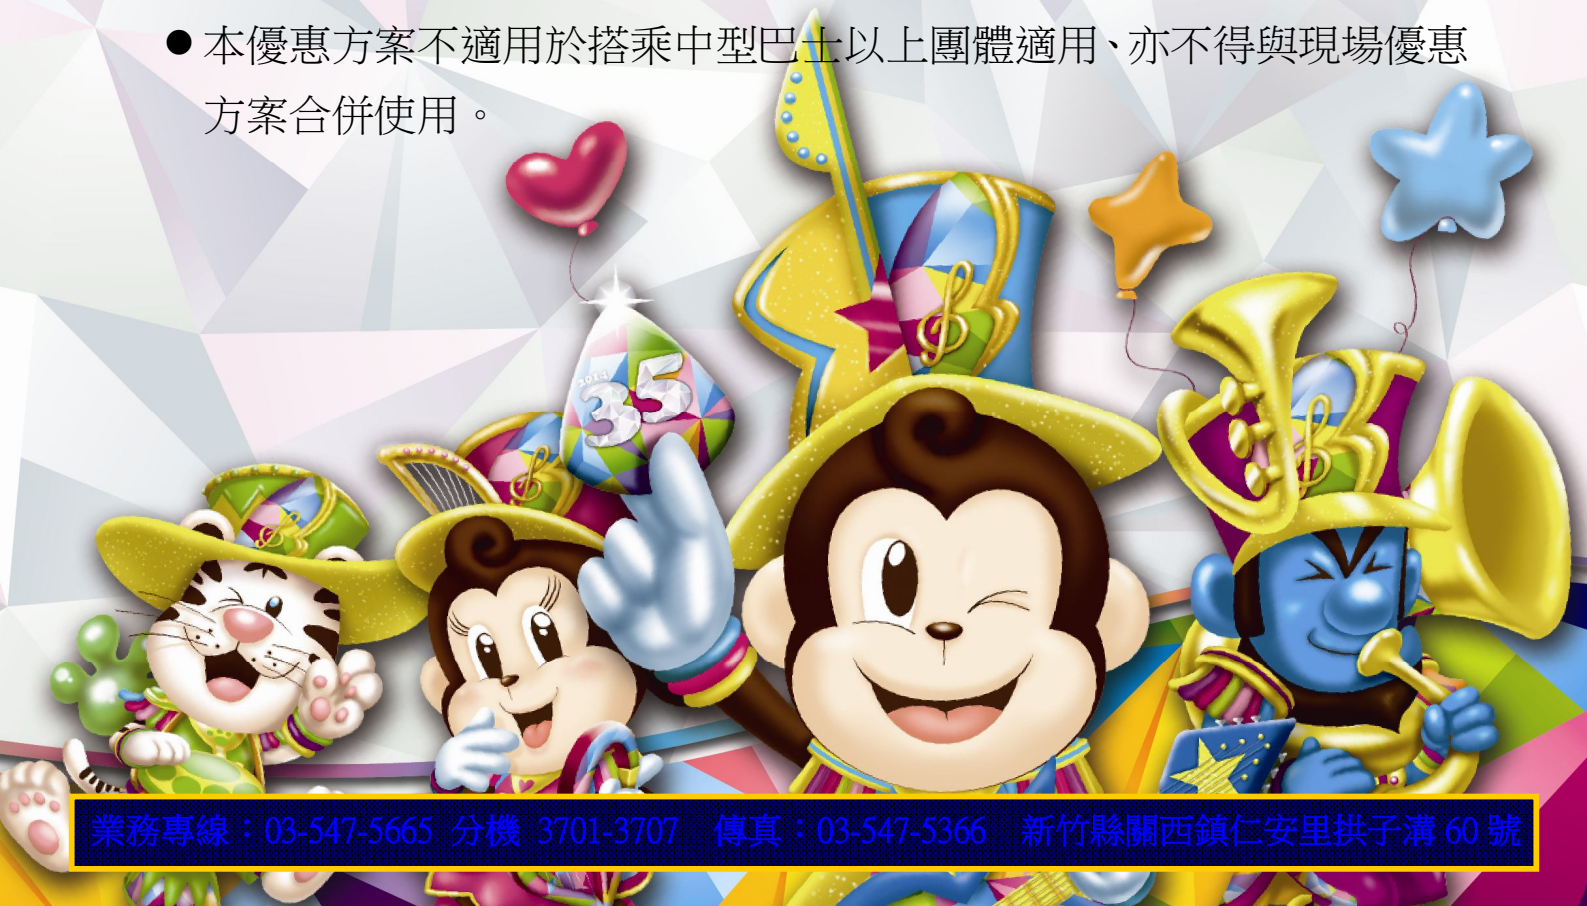 ●本優惠方案不適用於搭乘中型巴士以上團體適用、亦不得與現場優惠
方案合併使用。
2014
35
業務專線：03-547-5665 分機 3701-3707 傳真：03-547-5366 新竹縣關西鎮仁安里拱子溝 60 號